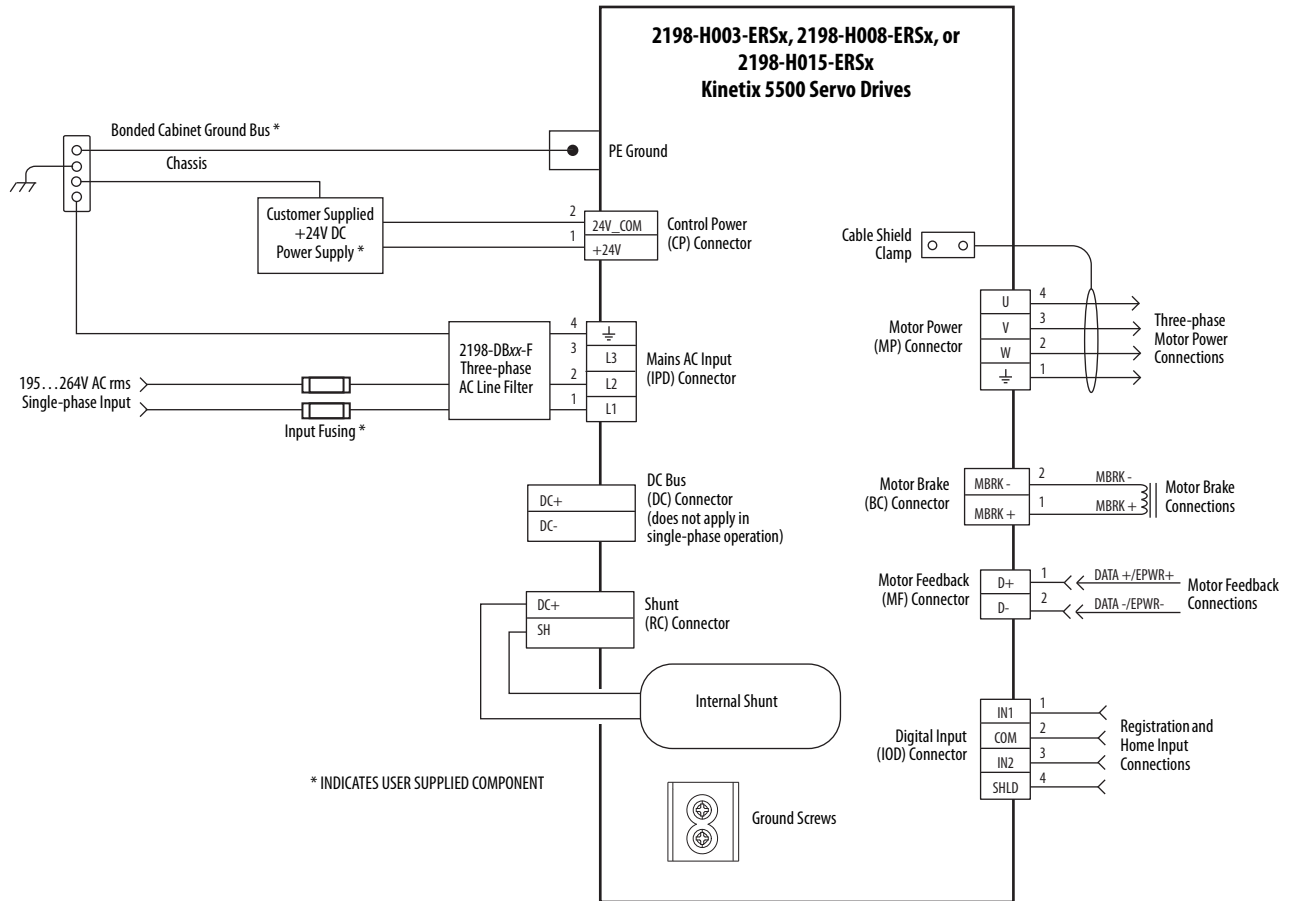 2198-H003-ERSx, 2198-H008-ERSx, or
2198-H015-ERSx
Kinetix 5500 Servo Drives
Bonded Cabinet Ground Bus *
Chassis
PE Ground
Customer Supplied
+24V DC
Power Supply *
2
1
24V_COM
+24V
Control Power
(CP) Connector
Cable Shield
Clamp
2198-DBxx-F
Three-phase
AC Line Filter
4
3
2
1
L3
L2
L1
Mains AC Input
(IPD) Connector
195…264V AC rms
Single-phase Input
Input Fusing *
Motor Power
(MP) Connector
U
V
W
4
3
2
1
Three-phase
Motor Power
Connections
DC+
DC-
DC Bus
(DC) Connector
(does not apply in
single-phase operation)
Motor Brake
(BC) Connector
MBRK -
MBRK +
2
1
MBRK -
MBRK +
Motor Brake
Connections
DC+
SH
Shunt
(RC) Connector
Motor Feedback
(MF) Connector
D+
D-
1
2
DATA +/EPWR+
DATA -/EPWR-
Motor Feedback
Connections
Internal Shunt
Digital Input
(IOD) Connector
IN1
COM
IN2
SHLD
1
2
3
4
Registration and
Home Input
Connections
* INDICATES USER SUPPLIED COMPONENT
Ground Screws